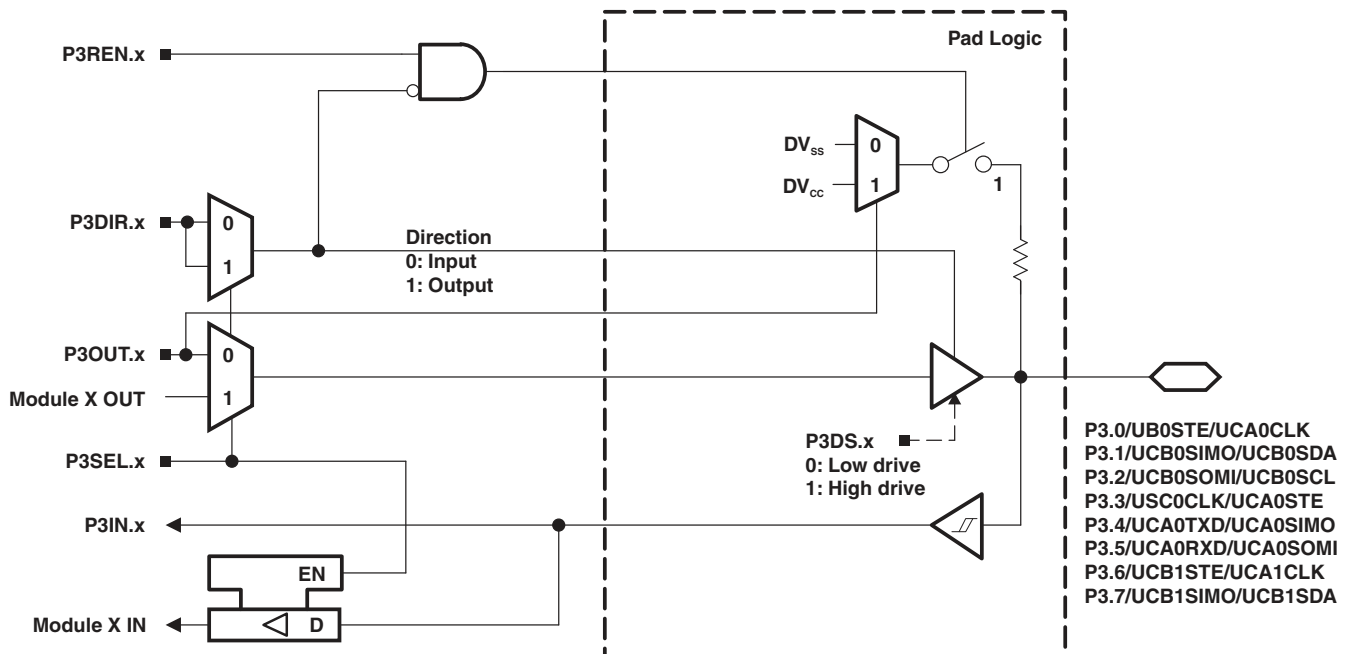 Pad Logic
P3REN.x
DVSS
0
DVCC
1
1
P3DIR.x
0
1
Direction
0: Input
1: Output
P3OUT.x
0
Module X OUT
1
P3DS.x
0: Low drive
1: High drive
P3SEL.x
P3IN.x
EN
Module X IN
D
P3.0/UB0STE/UCA0CLK
P3.1/UCB0SIMO/UCB0SDA
P3.2/UCB0SOMI/UCB0SCL
P3.3/USC0CLK/UCA0STE
P3.4/UCA0TXD/UCA0SIMO
P3.5/UCA0RXD/UCA0SOMI
P3.6/UCB1STE/UCA1CLK
P3.7/UCB1SIMO/UCB1SDA